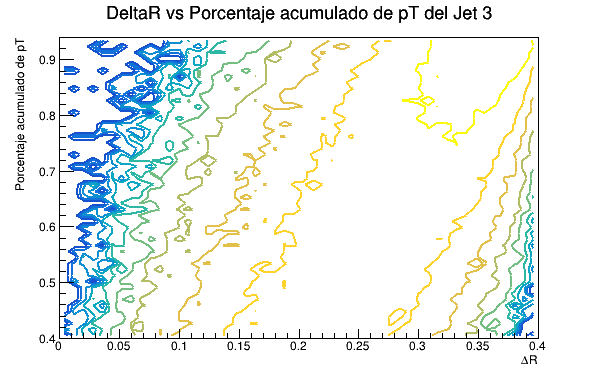 DeltaR vs Porcentaje acumulado de pT del Jet 3
Porcentaje acumulado de pT
0.9
0.8
0.7
0.6
0.5
0.4
0 0.05 0.1 0.15 0.2 0.25 0.3 0.35 0.4
ΔR